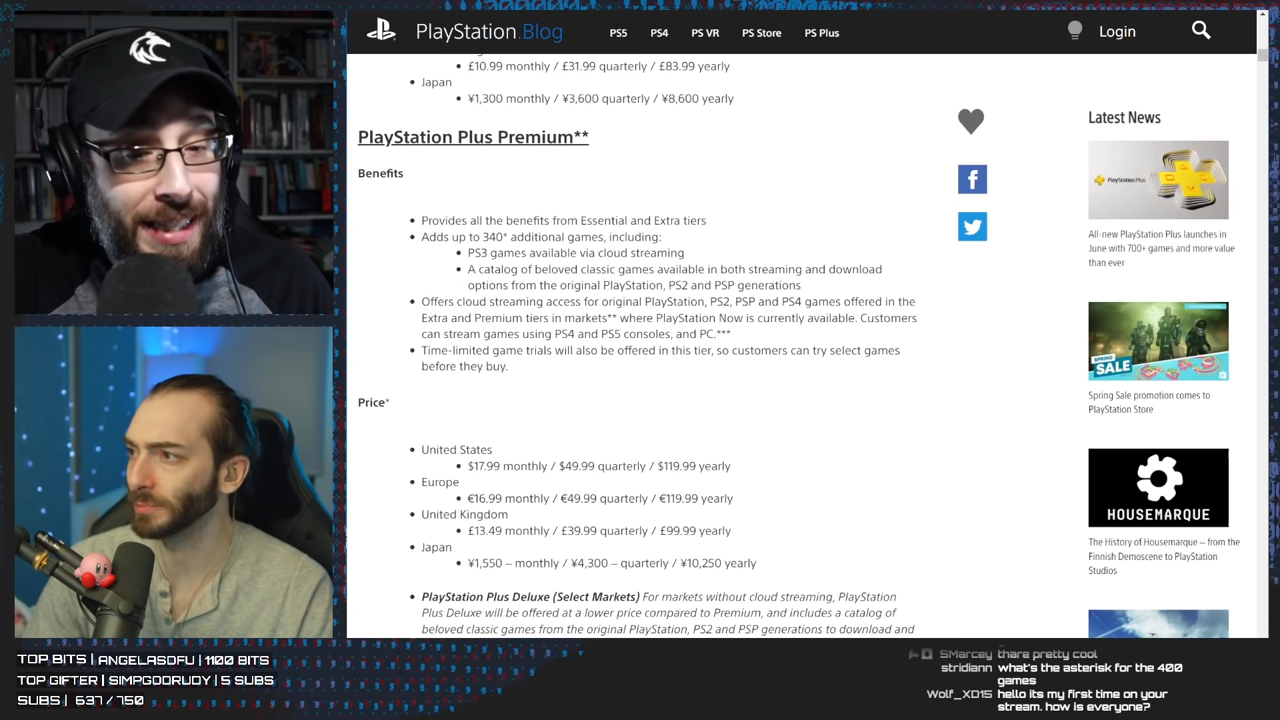 PlayStation.Blog
PS5
PS4
PS VR
PS Store
PS Plus
Login
£10.99 monthly / £31.99 quarterly / £83.99 yearly
Japan
¥1,300 monthly / ¥3,600 quarterly / ¥8,600 yearly
PlayStation Plus Premium**
Benefits
Provides all the benefits from Essential and Extra tiers
Adds up to 340* additional games, including:
PS3 games available via cloud streaming
A catalog of beloved classic games available in both streaming and download
options from the original PlayStation, PS2 and PSP generations
Offers cloud streaming access for original PlayStation, PS2, PSP and PS4 games offered in the
Extra and Premium tiers in markets** where PlayStation Now is currently available. Customers
can stream games using PS4 and PS5 consoles, and PC.***
Time-limited game trials will also be offered in this tier, so customers can try select games
before they buy.
Price*
United States
$17.99 monthly / $49.99 quarterly / $119.99 yearly
Europe
€16.99 monthly / €49.99 quarterly / €119.99 yearly
United Kingdom
£13.49 monthly / £39.99 quarterly / £99.99 yearly
Japan
¥1,550 – monthly / ¥4,300 – quarterly / ¥10,250 yearly
PlayStation Plus Deluxe (Select Markets) For markets without cloud streaming, PlayStation
Plus Deluxe will be offered at a lower price compared to Premium, and includes a catalog of
beloved classic games from the original PlayStation, PS2 and PSP generations to download and
Latest News
PlayStation.Plus
All-new PlayStation Plus launches in
June with 700+ games and more value
than ever
SPRING
SALE
Spring Sale promotion comes to
PlayStation Store
HOUSEMARQUE
The History of Housemarque – from the
Finnish Demoscene to PlayStation
Studios
TOP BITS | ANGELASDFU | 1100 BITS
TOP GIFTER | SIMPGODRUDY | 5 SUBS
SUBS | 637 / 750
SMarcey thare pretty cool
stridiann what's the asterisk for the 400
games
Wolf_XD15 hello its my first time on your
stream. how is everyone?